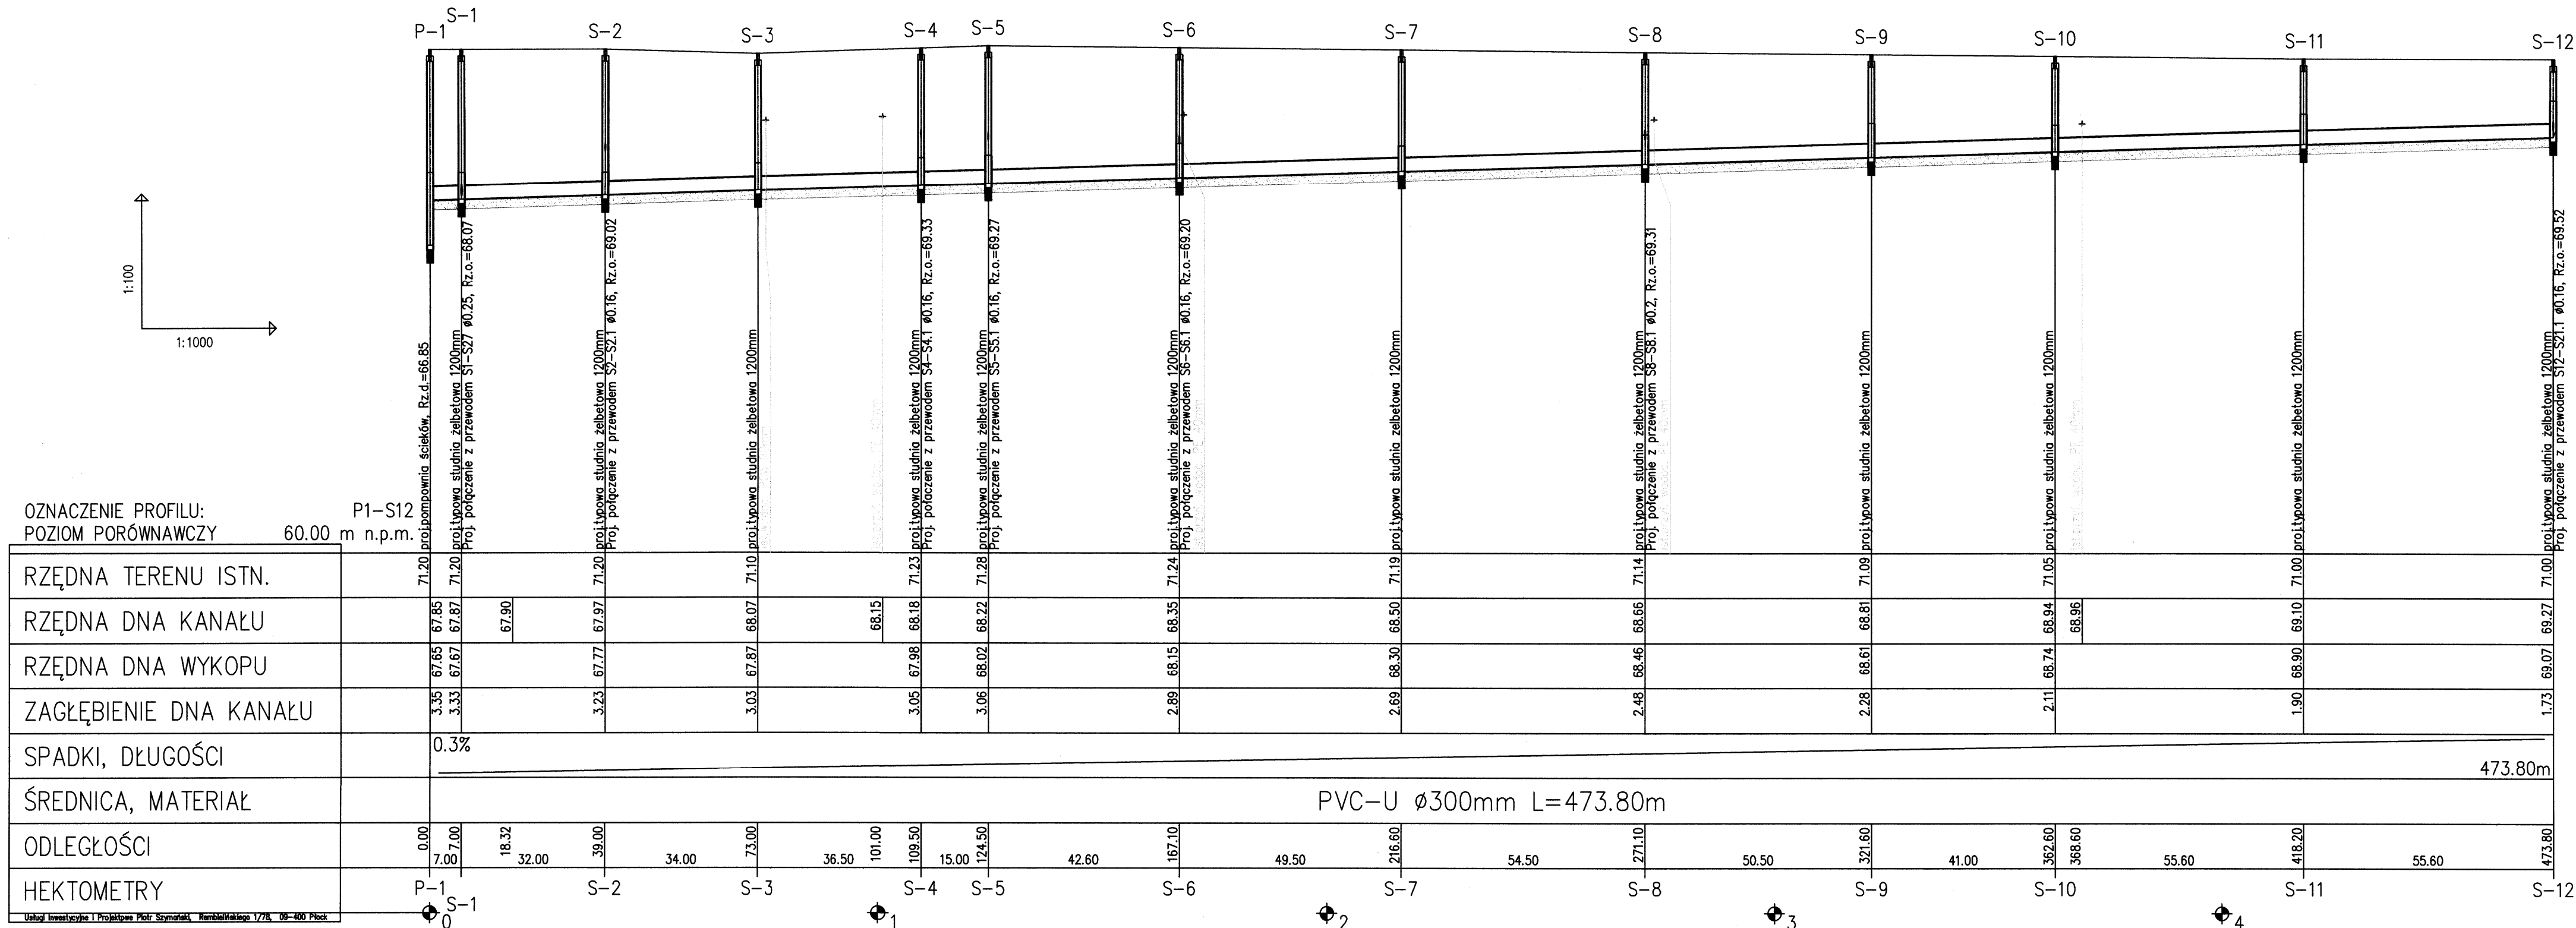 P-1 S-1 S-2 S-3 S-4 S-5 S-6 S-7 S-8 S-9 S-10 S-11 S-12
1:100
1:1000
proj.pompownia ścieków, Rz.d.=66.85
proj.typowa studnia żelbetowa 1200mm
Proj. połączenie z przewodem S1-S27 ø0.25, Rz.o.=68.07
proj.typowa studnia żelbetowa 1200mm
Proj. połączenie z przewodem S2-S2.1 ø0.16, Rz.o.=69.02
proj.typowa studnia żelbetowa 1200mm
proj.typowa studnia żelbetowa 1200mm
Proj. połączenie z przewodem S4-S4.1 ø0.16, Rz.o.=69.33
proj.typowa studnia żelbetowa 1200mm
Proj. połączenie z przewodem S5-S5.1 ø0.16, Rz.o.=69.27
proj.typowa studnia żelbetowa 1200mm
Proj. połączenie z przewodem S6-S6.1 ø0.16, Rz.o.=69.20
proj.typowa studnia żelbetowa 1200mm
proj.typowa studnia żelbetowa 1200mm
Proj. połączenie z przewodem S8-S8.1 ø0.2, Rz.o.=69.31
proj.typowa studnia żelbetowa 1200mm
proj.typowa studnia żelbetowa 1200mm
proj.typowa studnia żelbetowa 1200mm
proj.typowa studnia żelbetowa 1200mm
Proj. połączenie z przewodem S12-S21.1 ø0.16, Rz.o.=69.52
OZNACZENIE PROFILU: P1-S12
POZIOM PORÓWNAWCZY 60.00 m n.p.m.
RZĘDNA TERENU ISTN. 71.20 71.20 71.20 71.10 71.23 71.28 71.24 71.19 71.14 71.09 71.05 71.00 71.00
RZĘDNA DNA KANAŁU 67.85 67.87 67.90 67.97 68.07 68.15 68.18 68.22 68.35 68.50 68.66 68.81 68.94 68.96 69.10 69.27
RZĘDNA DNA WYKOPU 67.65 67.67 67.77 67.87 67.98 68.02 68.15 68.30 68.46 68.61 68.74 68.90 69.07
ZAGŁĘBIENIE DNA KANAŁU 3.35 3.33 3.23 3.03 3.05 3.06 2.89 2.69 2.48 2.28 2.11 1.90 1.73
SPADKI, DŁUGOŚCI 0.3% 473.80m
ŚREDNICA, MATERIAŁ PVC-U ø300mm L=473.80m
ODLEGŁOŚCI 0.00 7.00 18.32 39.00 73.00 101.00 109.50 124.50 167.10 216.60 271.10 321.60 362.60 368.60 418.20 473.80
7.00 32.00 34.00 36.50 15.00 42.60 49.50 54.50 50.50 41.00 55.60 55.60
HEKTOMETRY P-1 S-1 S-2 S-3 S-4 S-5 S-6 S-7 S-8 S-9 S-10 S-11 S-12
Usługi Inwestycyjne i Projektowe Piotr Szymański, Rembielińskiego 1/78, 09-400 Płock
0 1 2 3 4